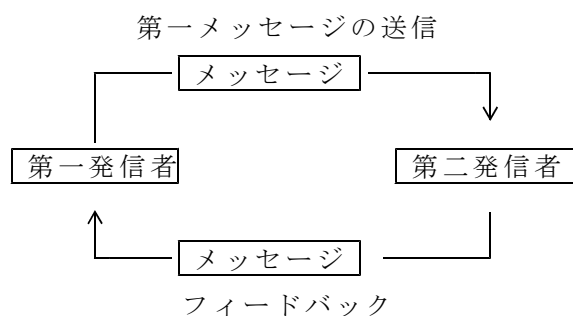 第一メッセージの送信
メッセージ
第一発信者
第二発信者
メッセージ
フィードバック